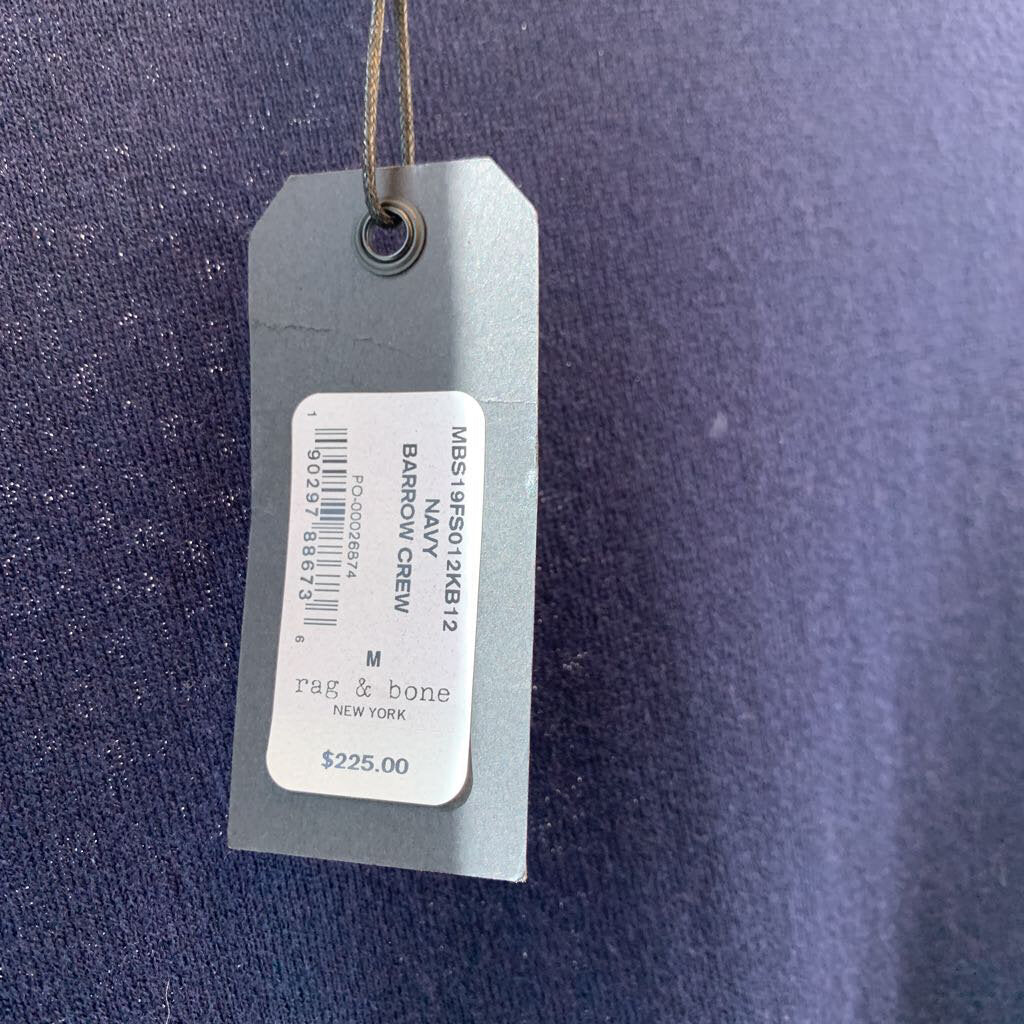 MBS19FS012KB12
NAVY
BARROW CREW
PO-00026874
1 90297 88673 6
M
rag & bone
NEW YORK
$225.00